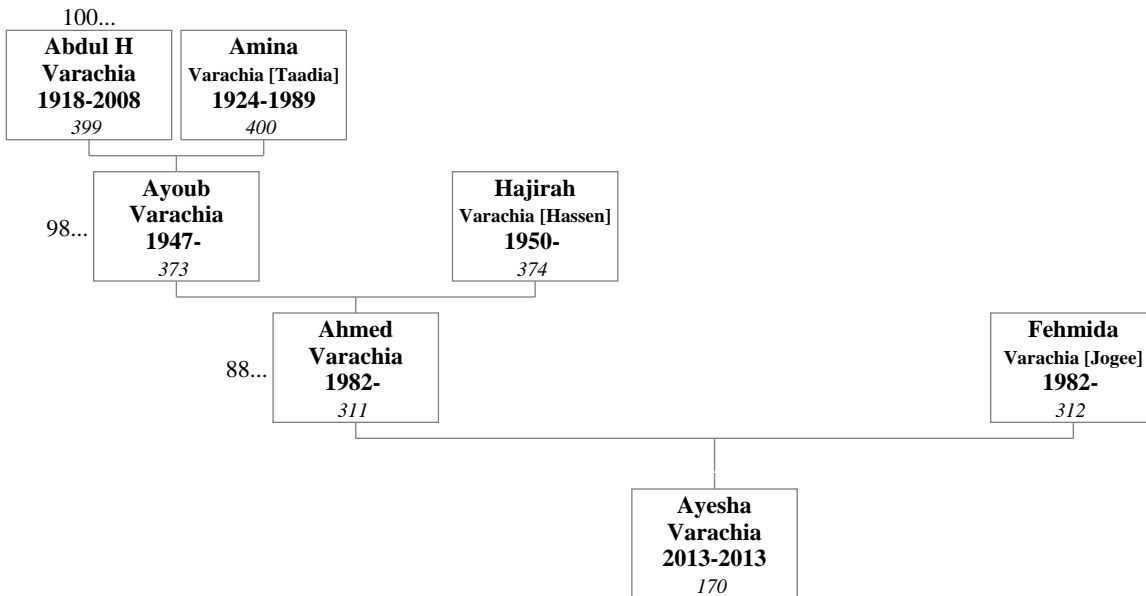 100...
Abdul H
Varachia
1918-2008
399
Amina
Varachia [Taadia]
1924-1989
400
98...
Ayoub
Varachia
1947-
373
Hajirah
Varachia [Hassen]
1950-
374
88...
Ahmed
Varachia
1982-
311
Fehmida
Varachia [Jogee]
1982-
312
Ayesha
Varachia
2013-2013
170